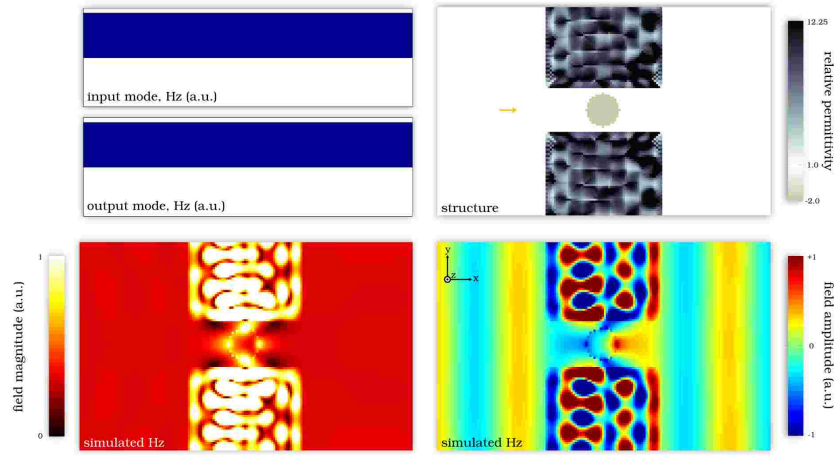 input mode, Hz (a.u.)
output mode, Hz (a.u.)
structure
12.25
1.0
-2.0
relative permittivity
1
0
field magnitude (a.u.)
simulated Hz
y
z
x
simulated Hz
+1
0
-1
field amplitude (a.u.)